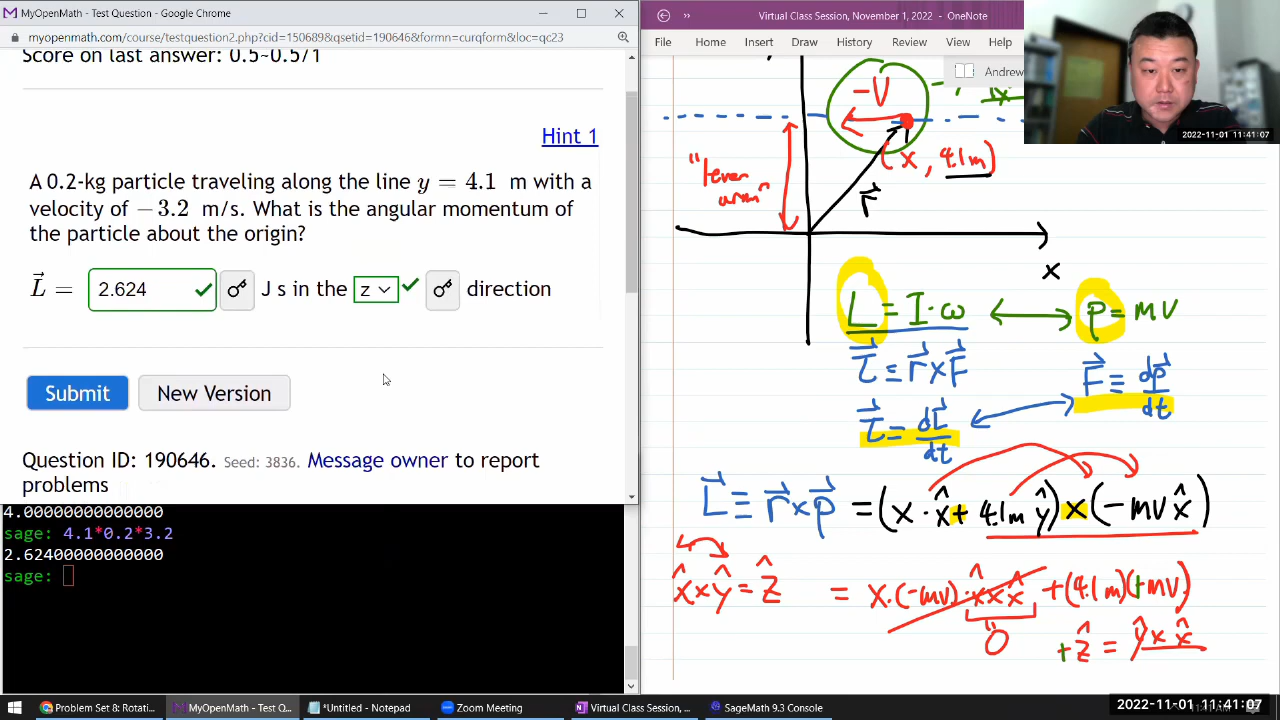 MyOpenMath - Test Question - Google Chrome
myopenmath.com/course/testquestion2.php?cid=150689&qsetid=190646&formn=curqform&loc=qc23
Score on last answer: 0.5~0.5/1
Hint 1
A 0.2-kg particle traveling along the line y = 4.1 m with a
velocity of −3.2 m/s. What is the angular momentum of
the particle about the origin?
L⃗ = 2.624 J s in the z direction
Submit
New Version
Question ID: 190646. Seed: 3836. Message owner to report
problems
4.00000000000000
sage: 4.1*0.2*3.2
2.62400000000000
sage:
Virtual Class Session, November 1, 2022 - OneNote
File Home Insert Draw History Review View Help
Andrew
2022-11-01 11:41:07
-V
(x, 4.1m)
"lever
arm"
r⃗
x
L = I·ω ↔ p = mv
τ⃗ ≡ r⃗ × F⃗
F⃗ ≡ dp⃗/dt
τ⃗ = dL⃗/dt
L⃗ ≡ r⃗ × p⃗ = (x·x̂ + 4.1m ŷ) × (-mv x̂)
x̂ × ŷ = ẑ
= x·(-mv)·x̂ × x̂ + (4.1m)(+mv)
0
+ẑ = ŷ × x̂
Problem Set & Rotati...
MyOpenMath - Test Q...
*Untitled - Notepad
Zoom Meeting
Virtual Class Session, ...
SageMath 9.3 Console
2022-11-01 11:41:07